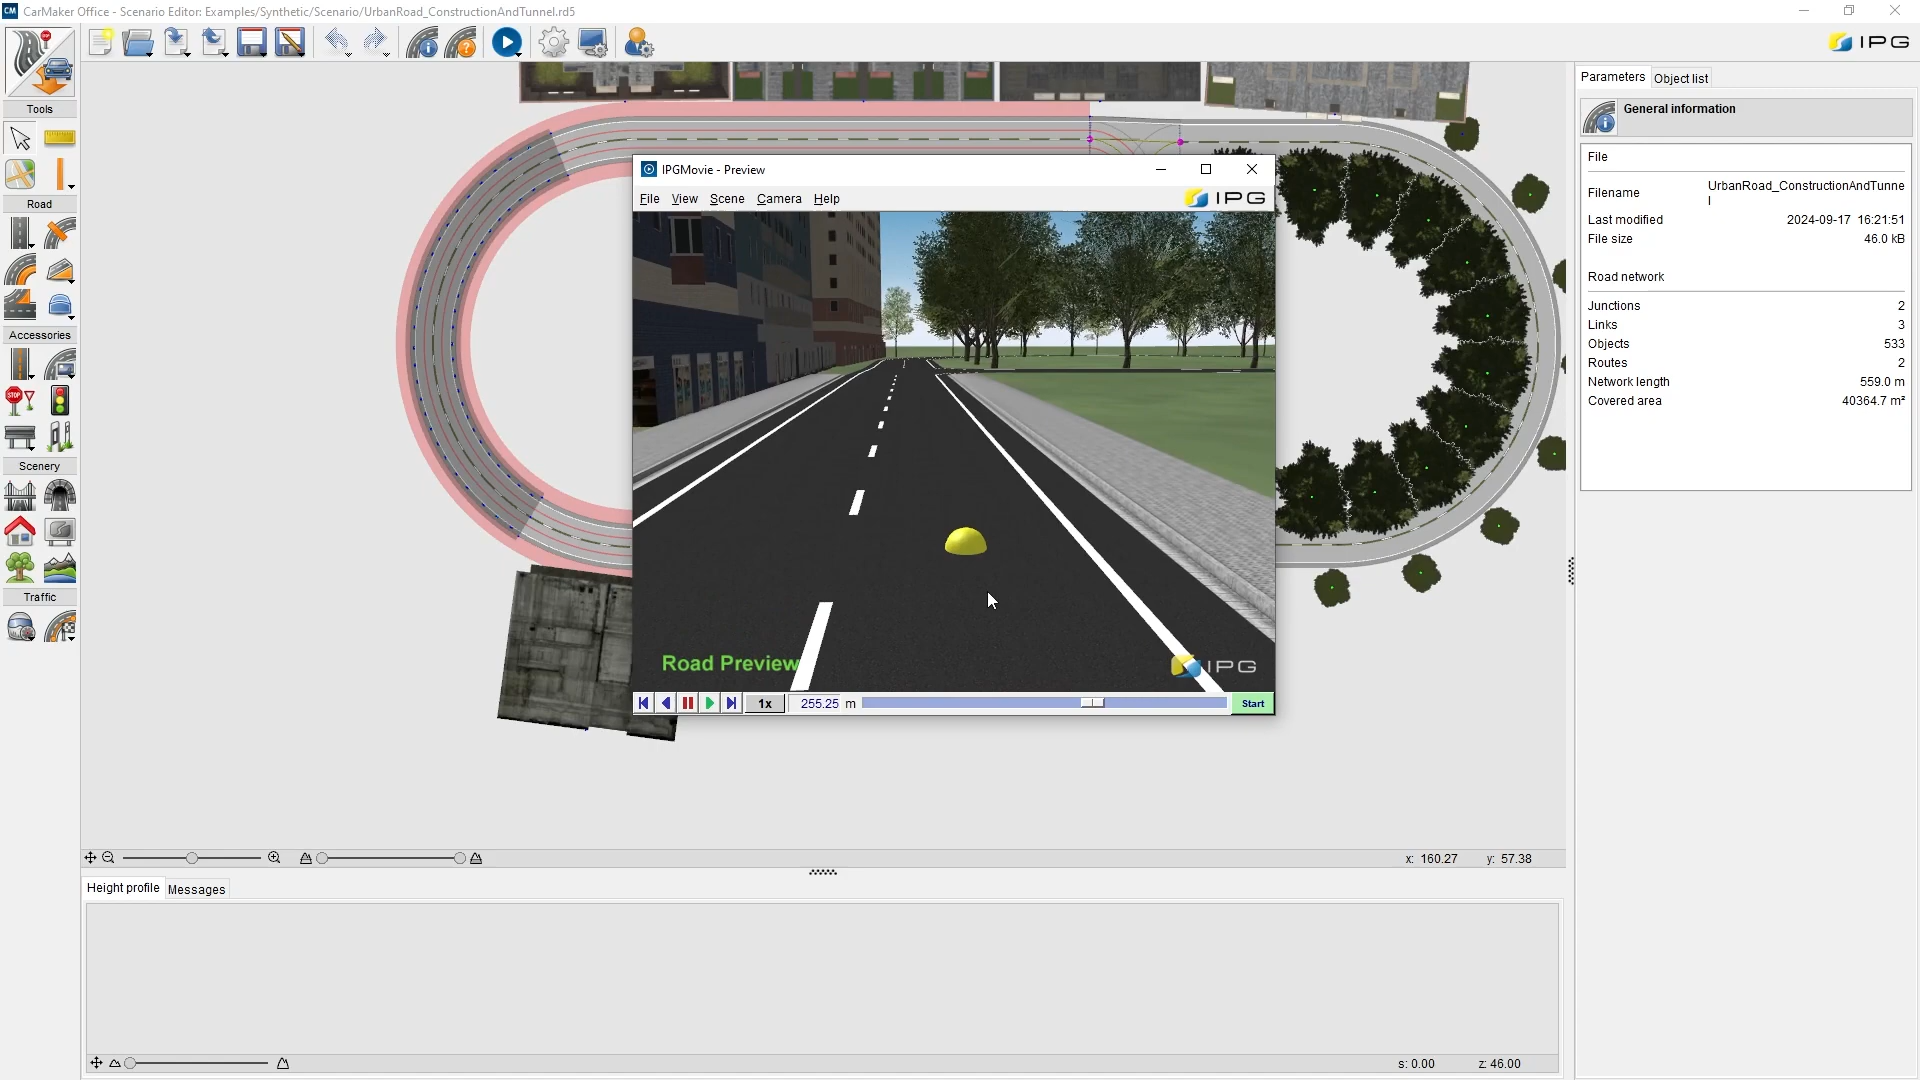 CM CarMaker Office - Scenario Editor: Examples/Synthetic/Scenario/UrbanRoad_ConstructionAndTunnel.rd5
IPG
Tools
Road
Accessories
STOP
Scenery
Traffic
IPGMovie - Preview
File View Scene Camera Help
IPG
Road Preview
IPG
1x 255.25 m Start
x: 160.27 y: 57.38
Height profile Messages
s: 0.00 z: 46.00
Parameters Object list
General information
File
Filename UrbanRoad_ConstructionAndTunne
l
Last modified 2024-09-17 16:21:51
File size 46.0 kB
Road network
Junctions 2
Links 3
Objects 533
Routes 2
Network length 559.0 m
Covered area 40364.7 m²